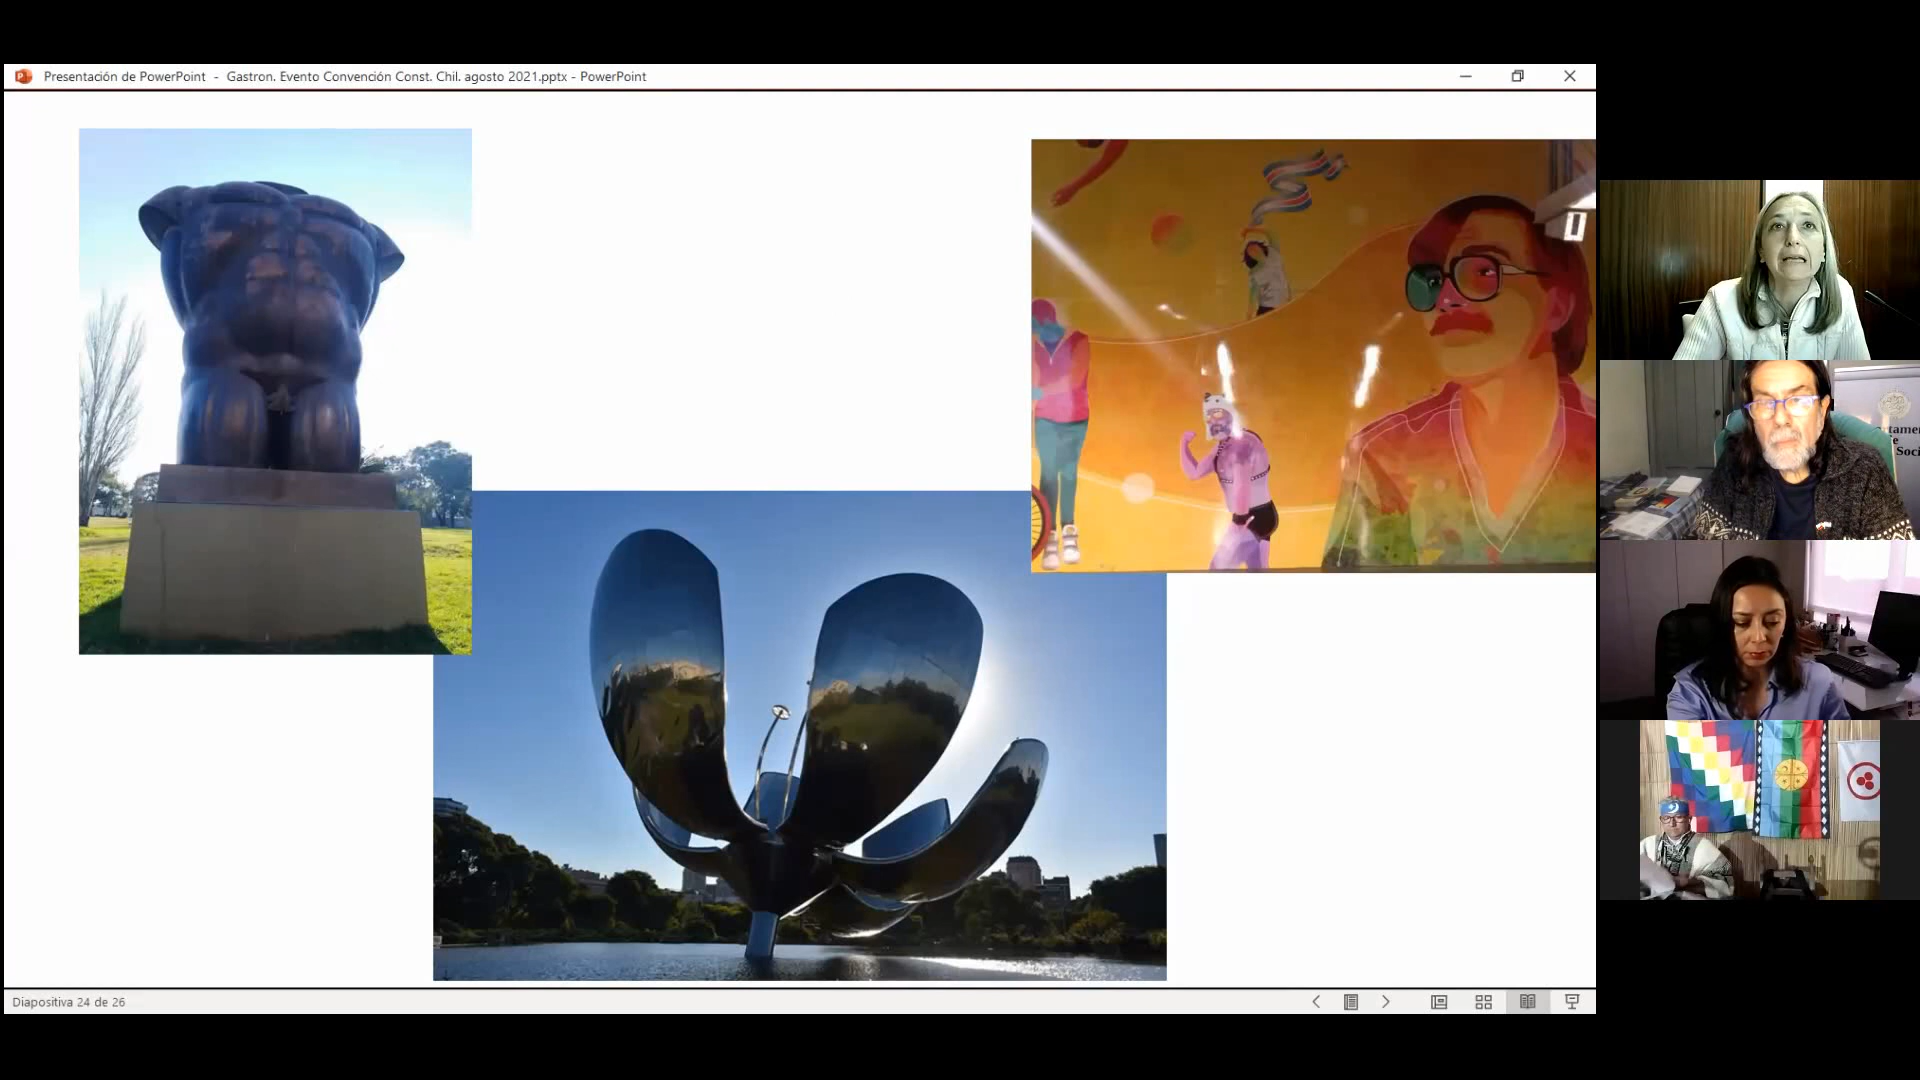 Presentación de PowerPoint - Gastron. Evento Convención Const. Chil. agosto 2021.pptx - PowerPoint
Diapositiva 24 de 26